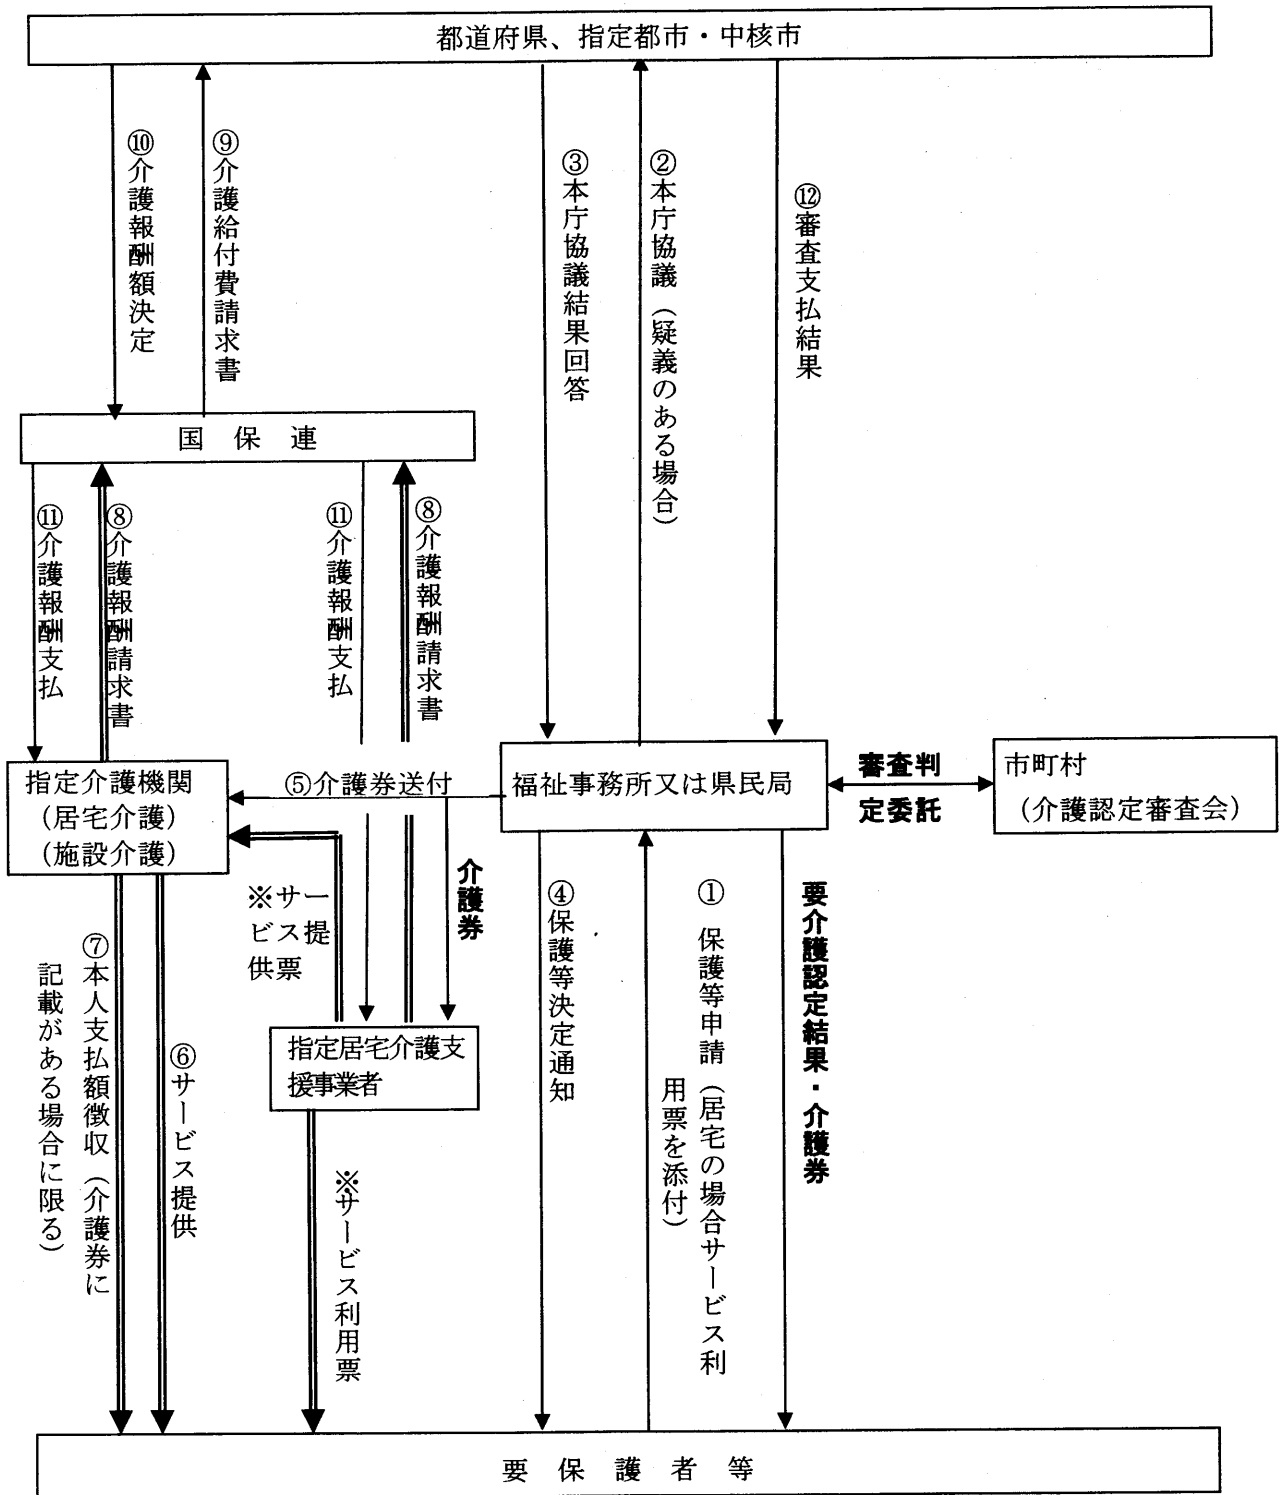 都道府県、指定都市・中核市
⑩介護報酬額決定
⑨介護給付費請求書
③本庁協議結果回答
②本庁協議（疑義のある場合）
⑫審査支払結果
国保連
⑪介護報酬支払
⑧介護報酬請求書
⑪介護報酬支払
⑧介護報酬請求書
指定介護機関
（居宅介護）
（施設介護）
⑤介護券送付
福祉事務所又は県民局
審査判
定委託
市町村
（介護認定審査会）
※サー
ビス提
供票
介護券
④保護等決定通知
① 保護等申請（居宅の場合サービス利
用票を添付）
要介護認定結果・介護券
⑦本人支払額徴収（介護券に
記載がある場合に限る）
⑥サービス提供
指定居宅介護支
援事業者
※サービス利用票
要保護者等